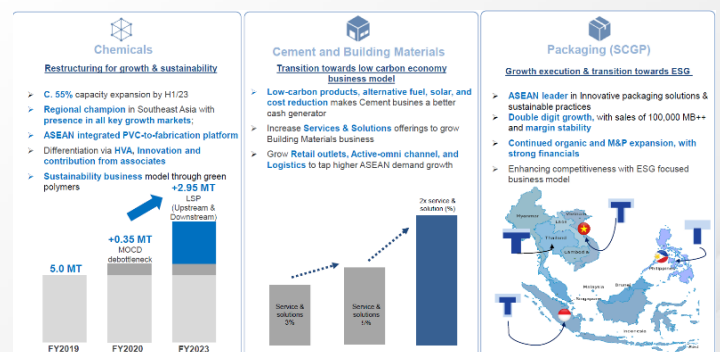 Chemicals
Restructuring for growth & sustainability
C. 55% capacity expansion by H1/23
Regional champion in Southeast Asia with
presence in all key growth markets;
ASEAN integrated PVC-to-fabrication platform
Differentiation via HVA, Innovation and
contribution from associates
Sustainability business model through green
polymers
+2.95 MT
LSP
(Upstream &
Downstream)
+0.35 MT
MOCD
debottleneck
5.0 MT
FY2019
FY2020
FY2023
Cement and Building Materials
Transition towards low carbon economy
business model
Low-carbon products, alternative fuel, solar, and
cost reduction makes Cement busines a better
cash generator
Increase Services & Solutions offerings to grow
Building Materials business
Grow Retail outlets, Active-omni channel, and
Logistics to tap higher ASEAN demand growth
2x service &
solution (%)
Service &
solutions
3%
Service &
solutions
Packaging (SCGP)
Growth execution & transition towards ESG
ASEAN leader in Innovative packaging solutions &
sustainable practices
Double digit growth, with sales of 100,000 MB++
and margin stability
Continued organic and M&P expansion, with
strong financials
Enhancing competitiveness with ESG focused
business model
Myanmar
Thailand
Cambodia
Philippines
Malaysia
Singapore
Indonesia